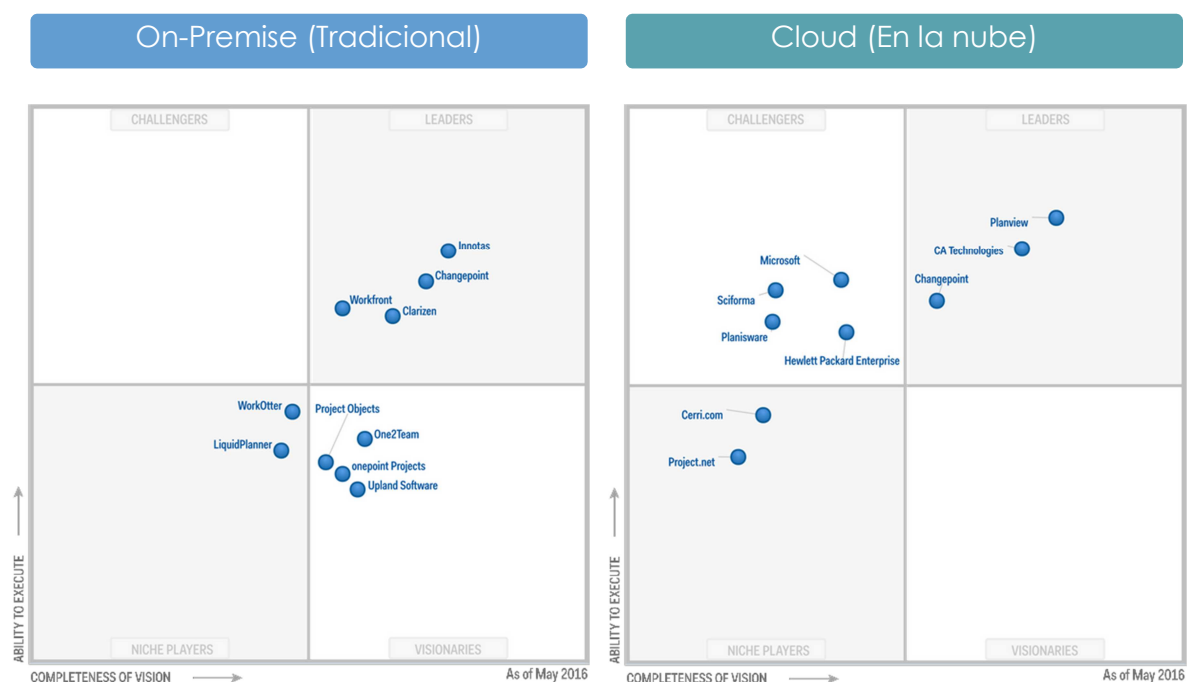 On-Premise (Tradicional)
CHALLENGERS
LEADERS
Innotas
Changepoint
Workfront
Clarizen
WorkOtter
Project Objects
One2Team
LiquidPlanner
onepoint Projects
Upland Software
ABILITY TO EXECUTE
NICHE PLAYERS
VISIONARIES
COMPLETENESS OF VISION
As of May 2016
Cloud (En la nube)
CHALLENGERS
LEADERS
Planview
CA Technologies
Microsoft
Changepoint
Sciforma
Planisware
Hewlett Packard Enterprise
Cerri.com
Project.net
ABILITY TO EXECUTE
NICHE PLAYERS
VISIONARIES
COMPLETENESS OF VISION
As of May 2016